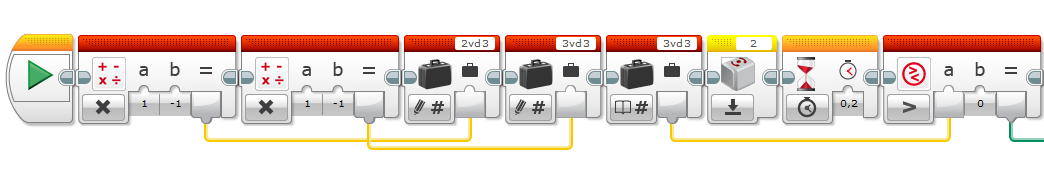 2vd3 3vd3 3vd3 2
+ - × ÷ a b = + - × ÷ a b = a b =
× 1 -1 × 1 -1 # # # 0,2 > 0